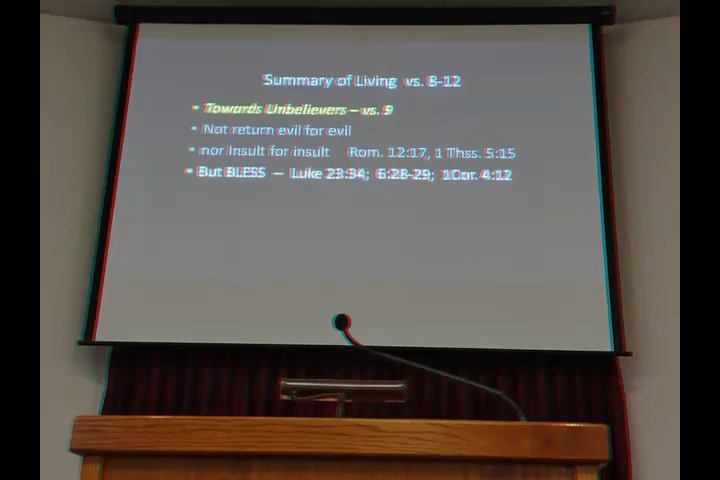 Summary of Living vs. 8-12
• Towards Unbelievers – vs. 9
• Not return evil for evil
• nor Insult for insult Rom. 12:17, 1 Thss. 5:15
• But BLESS – Luke 23:34; 6:28-29; 1Cor. 4:12